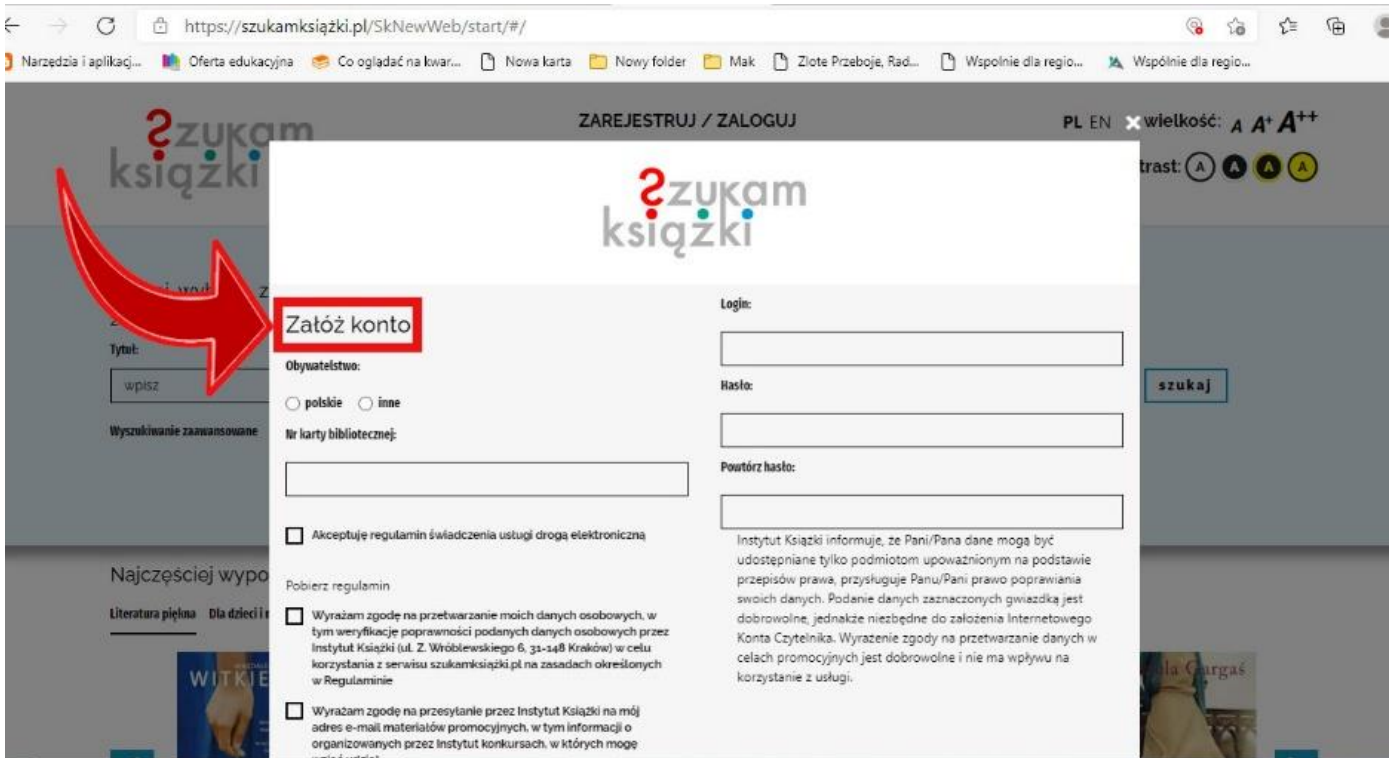 https://szukamksiążki.pl/SkNewWeb/start/#/
Narzędzia i aplikacj... Oferta edukacyjna Co oglądać na kwar... Nowa karta Nowy folder Mak Zlote Przeboje, Rad... Wspolnie dla regio... Wspólnie dla regio...
Szukam
książki
ZAREJESTRUJ / ZALOGUJ
PL EN wielkość: A A+ A++
trast: A A A A
Szukam
książki
Załóż konto
Obywatelstwo:
polskie inne
Nr karty bibliotecznej:
Akceptuję regulamin świadczenia usługi drogą elektroniczną
Pobierz regulamin
Wyrażam zgodę na przetwarzanie moich danych osobowych, w
tym weryfikację poprawności podanych danych osobowych przez
Instytut Książki (ul. Z. Wróblewskiego 6, 31-148 Kraków) w celu
korzystania z serwisu szukamksiążki.pl na zasadach określonych
w Regulaminie
Wyrażam zgodę na przesyłanie przez Instytut Książki na mój
adres e-mail materiałów promocyjnych, w tym informacji o
organizowanych przez Instytut konkursach, w których mogę
Login:
Hasło:
Powtórz hasło:
Instytut Książki informuje, że Pani/Pana dane mogą być
udostępniane tylko podmiotom upoważnionym na podstawie
przepisów prawa, przysługuje Panu/Pani prawo poprawiania
swoich danych. Podanie danych zaznaczonych gwiazdką jest
dobrowolne, jednakże niezbędne do założenia Internetowego
Konta Czytelnika. Wyrażenie zgody na przetwarzanie danych w
celach promocyjnych jest dobrowolne i nie ma wpływu na
korzystanie z usługi.
Tytuł:
wpisz
szukaj
Wyszukiwanie zaawansowane
Najczęściej wypo
Literatura piękna Dla dzieci i
WITKIE
Gargaś